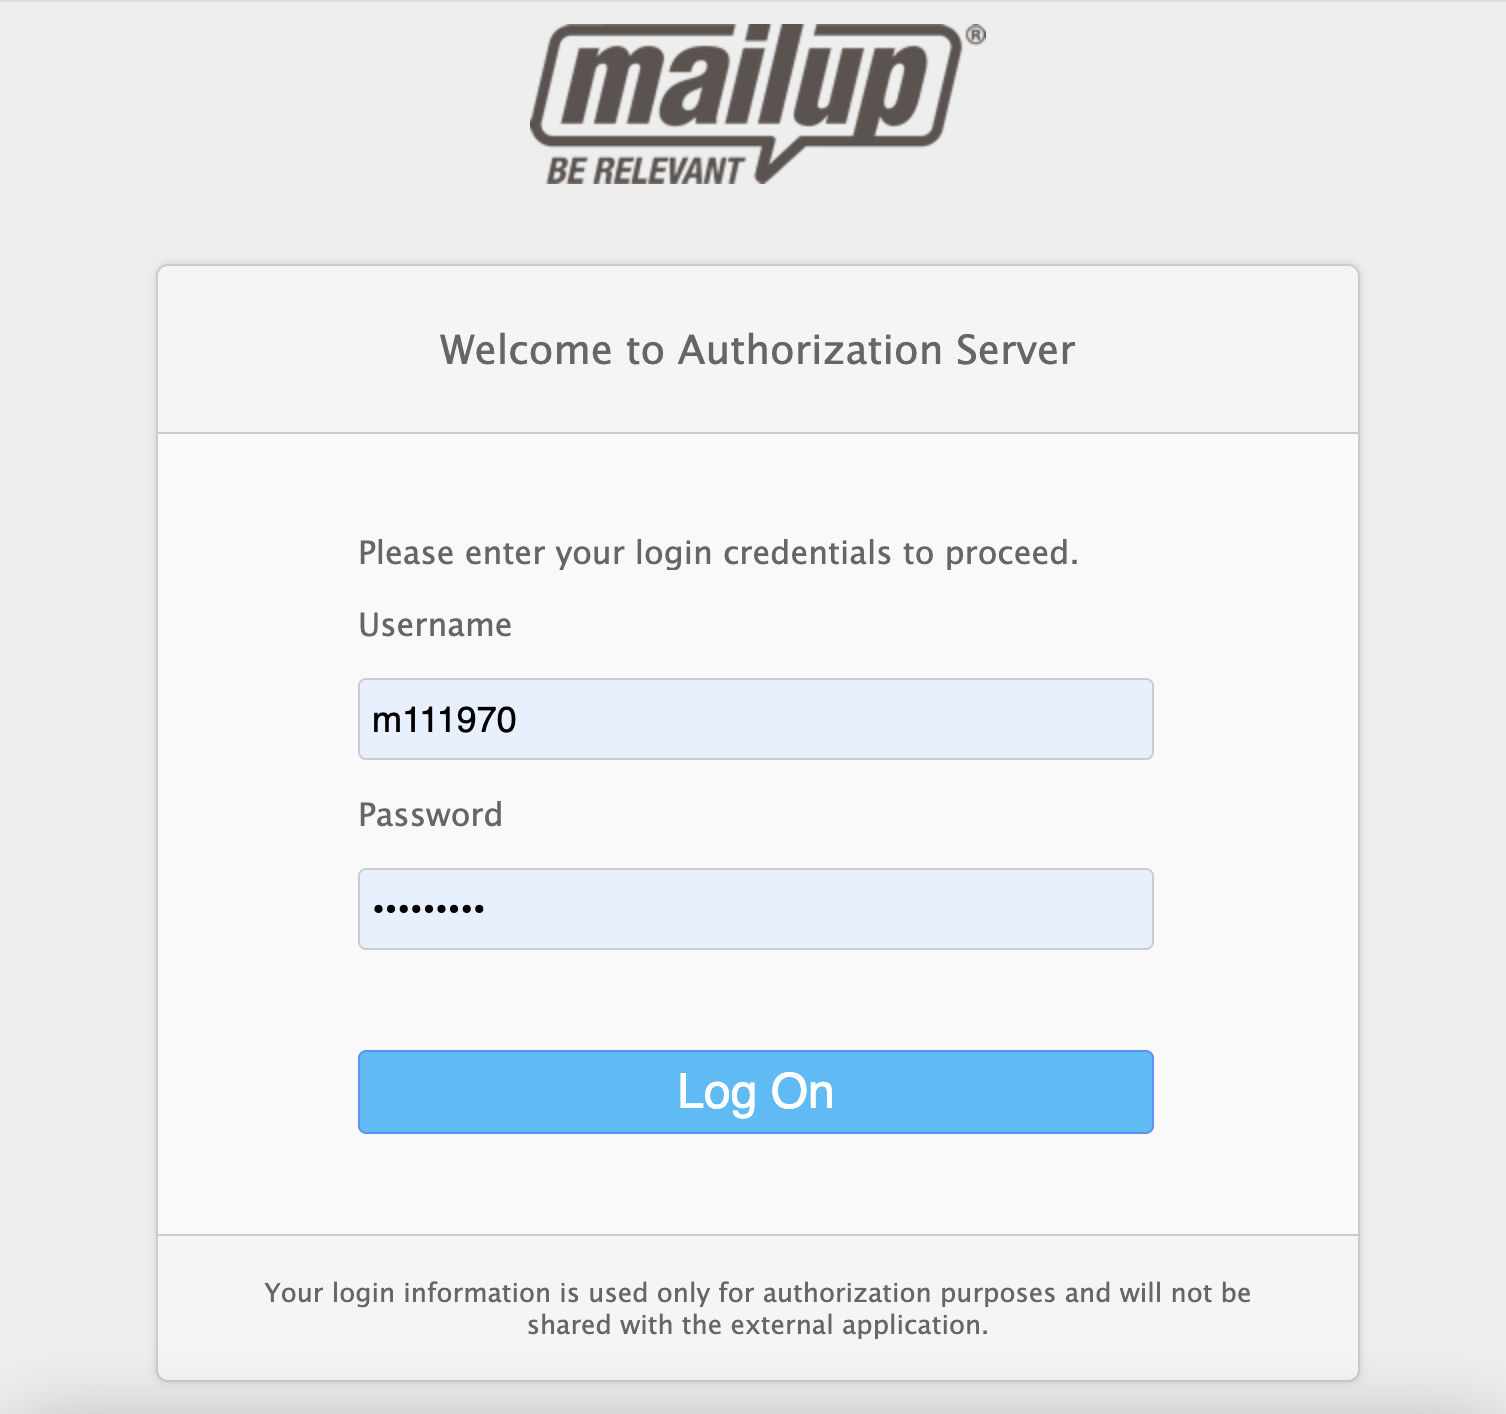 mailup®
BE RELEVANT
Welcome to Authorization Server
Please enter your login credentials to proceed.
Username
m111970
Password
•••••••••
Log On
Your login information is used only for authorization purposes and will not be
shared with the external application.